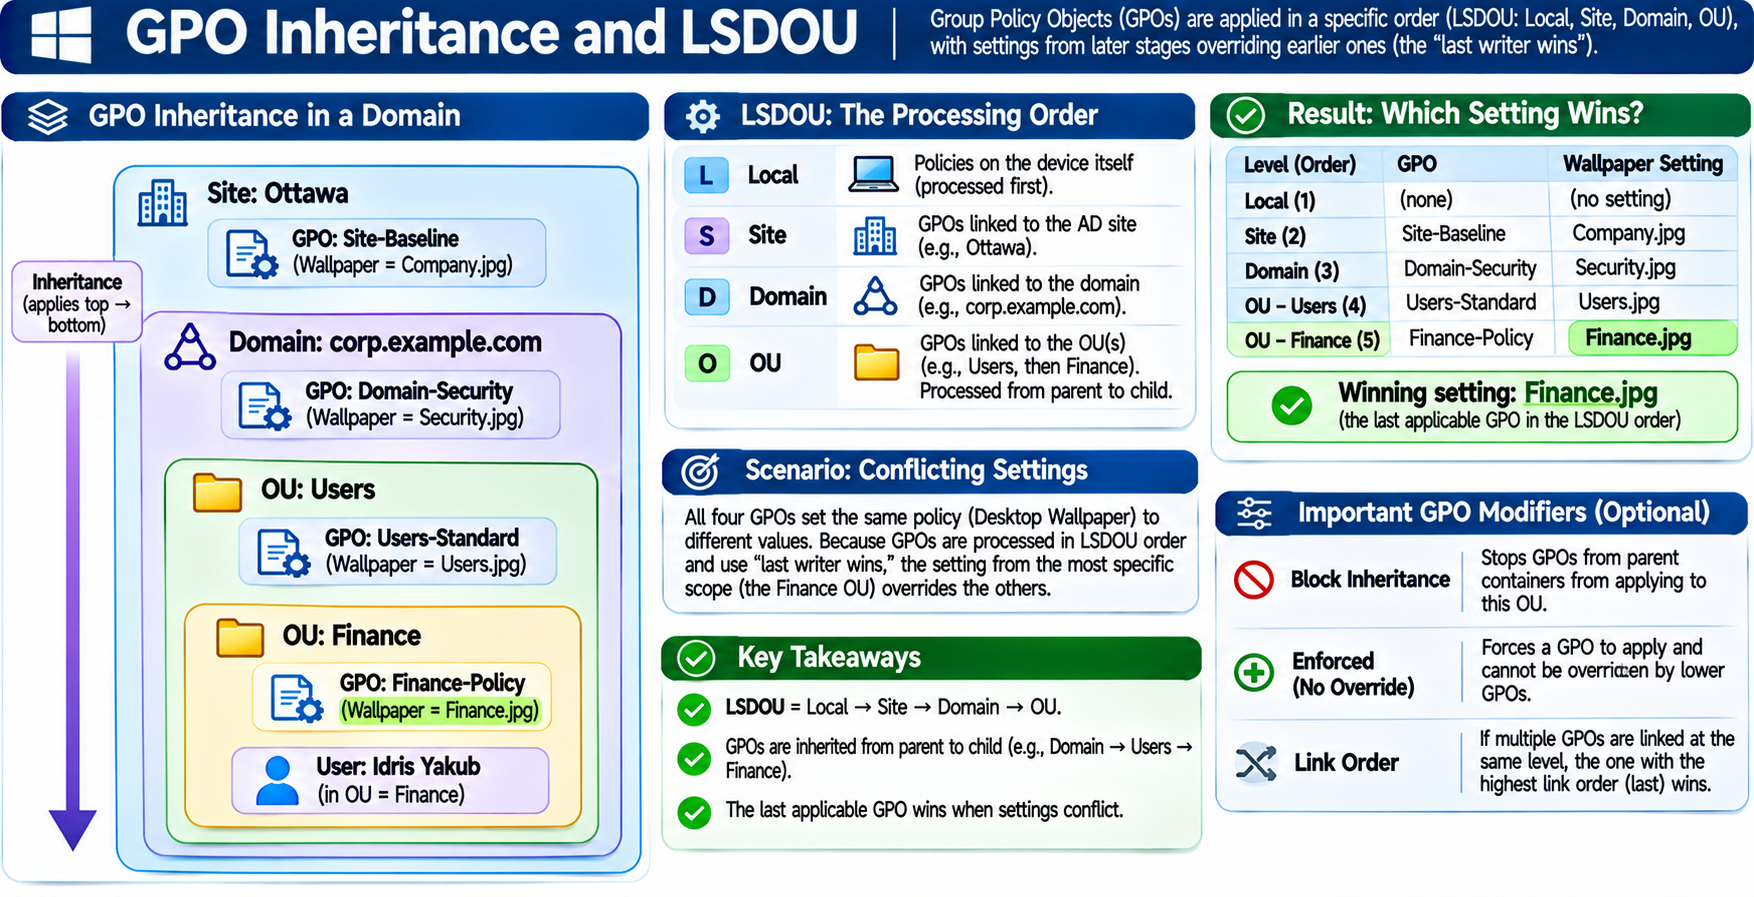 GPO Inheritance and LSDOU
Group Policy Objects (GPOs) are applied in a specific order (LSDOU: Local, Site, Domain, OU),
with settings from later stages overriding earlier ones (the “last writer wins”).
GPO Inheritance in a Domain
Inheritance
(applies top →
bottom)
Site: Ottawa
GPO: Site-Baseline
(Wallpaper = Company.jpg)
Domain: corp.example.com
GPO: Domain-Security
(Wallpaper = Security.jpg)
OU: Users
GPO: Users-Standard
(Wallpaper = Users.jpg)
OU: Finance
GPO: Finance-Policy
(Wallpaper = Finance.jpg)
User: Idris Yakub
(in OU = Finance)
LSDOU: The Processing Order
L Local Policies on the device itself
(processed first).
S Site GPOs linked to the AD site
(e.g., Ottawa).
D Domain GPOs linked to the domain
(e.g., corp.example.com).
O OU GPOs linked to the OU(s)
(e.g., Users, then Finance).
Processed from parent to child.
Scenario: Conflicting Settings
All four GPOs set the same policy (Desktop Wallpaper) to
different values. Because GPOs are processed in LSDOU order
and use “last writer wins,” the setting from the most specific
scope (the Finance OU) overrides the others.
Key Takeaways
LSDOU = Local → Site → Domain → OU.
GPOs are inherited from parent to child (e.g., Domain → Users →
Finance).
The last applicable GPO wins when settings conflict.
Result: Which Setting Wins?
Level (Order) GPO Wallpaper Setting
Local (1) (none) (no setting)
Site (2) Site-Baseline Company.jpg
Domain (3) Domain-Security Security.jpg
OU – Users (4) Users-Standard Users.jpg
OU – Finance (5) Finance-Policy Finance.jpg
Winning setting: Finance.jpg
(the last applicable GPO in the LSDOU order)
Important GPO Modifiers (Optional)
Block Inheritance Stops GPOs from parent
containers from applying to
this OU.
Enforced
(No Override)
Forces a GPO to apply and
cannot be by lower
GPOs.
Link Order If multiple GPOs are linked at the
same level, the one with the
highest link order (last) wins.